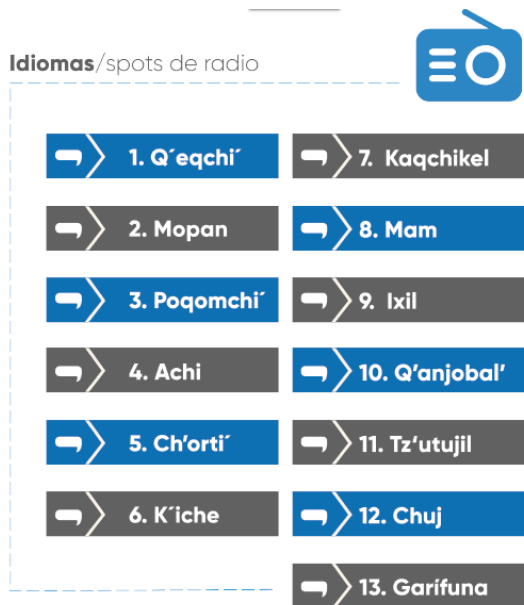 Idiomas/spots de radio
1. Q´eqchi´
2. Mopan
3. Poqomchi´
4. Achi
5. Ch’orti´
6. K´iche
7. Kaqchikel
8. Mam
9. Ixil
10. Q’anjobal’
11. Tz‘utujil
12. Chuj
13. Garífuna